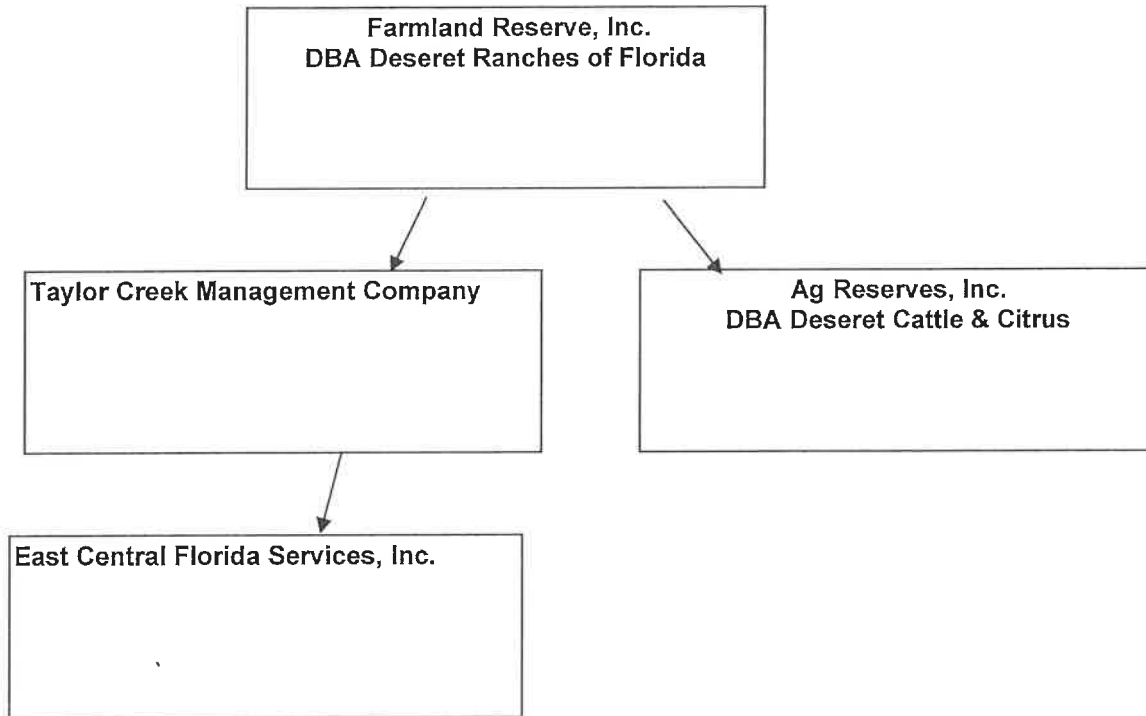 Farmland Reserve, Inc.
DBA Deseret Ranches of Florida
Taylor Creek Management Company
Ag Reserves, Inc.
DBA Deseret Cattle & Citrus
East Central Florida Services, Inc.